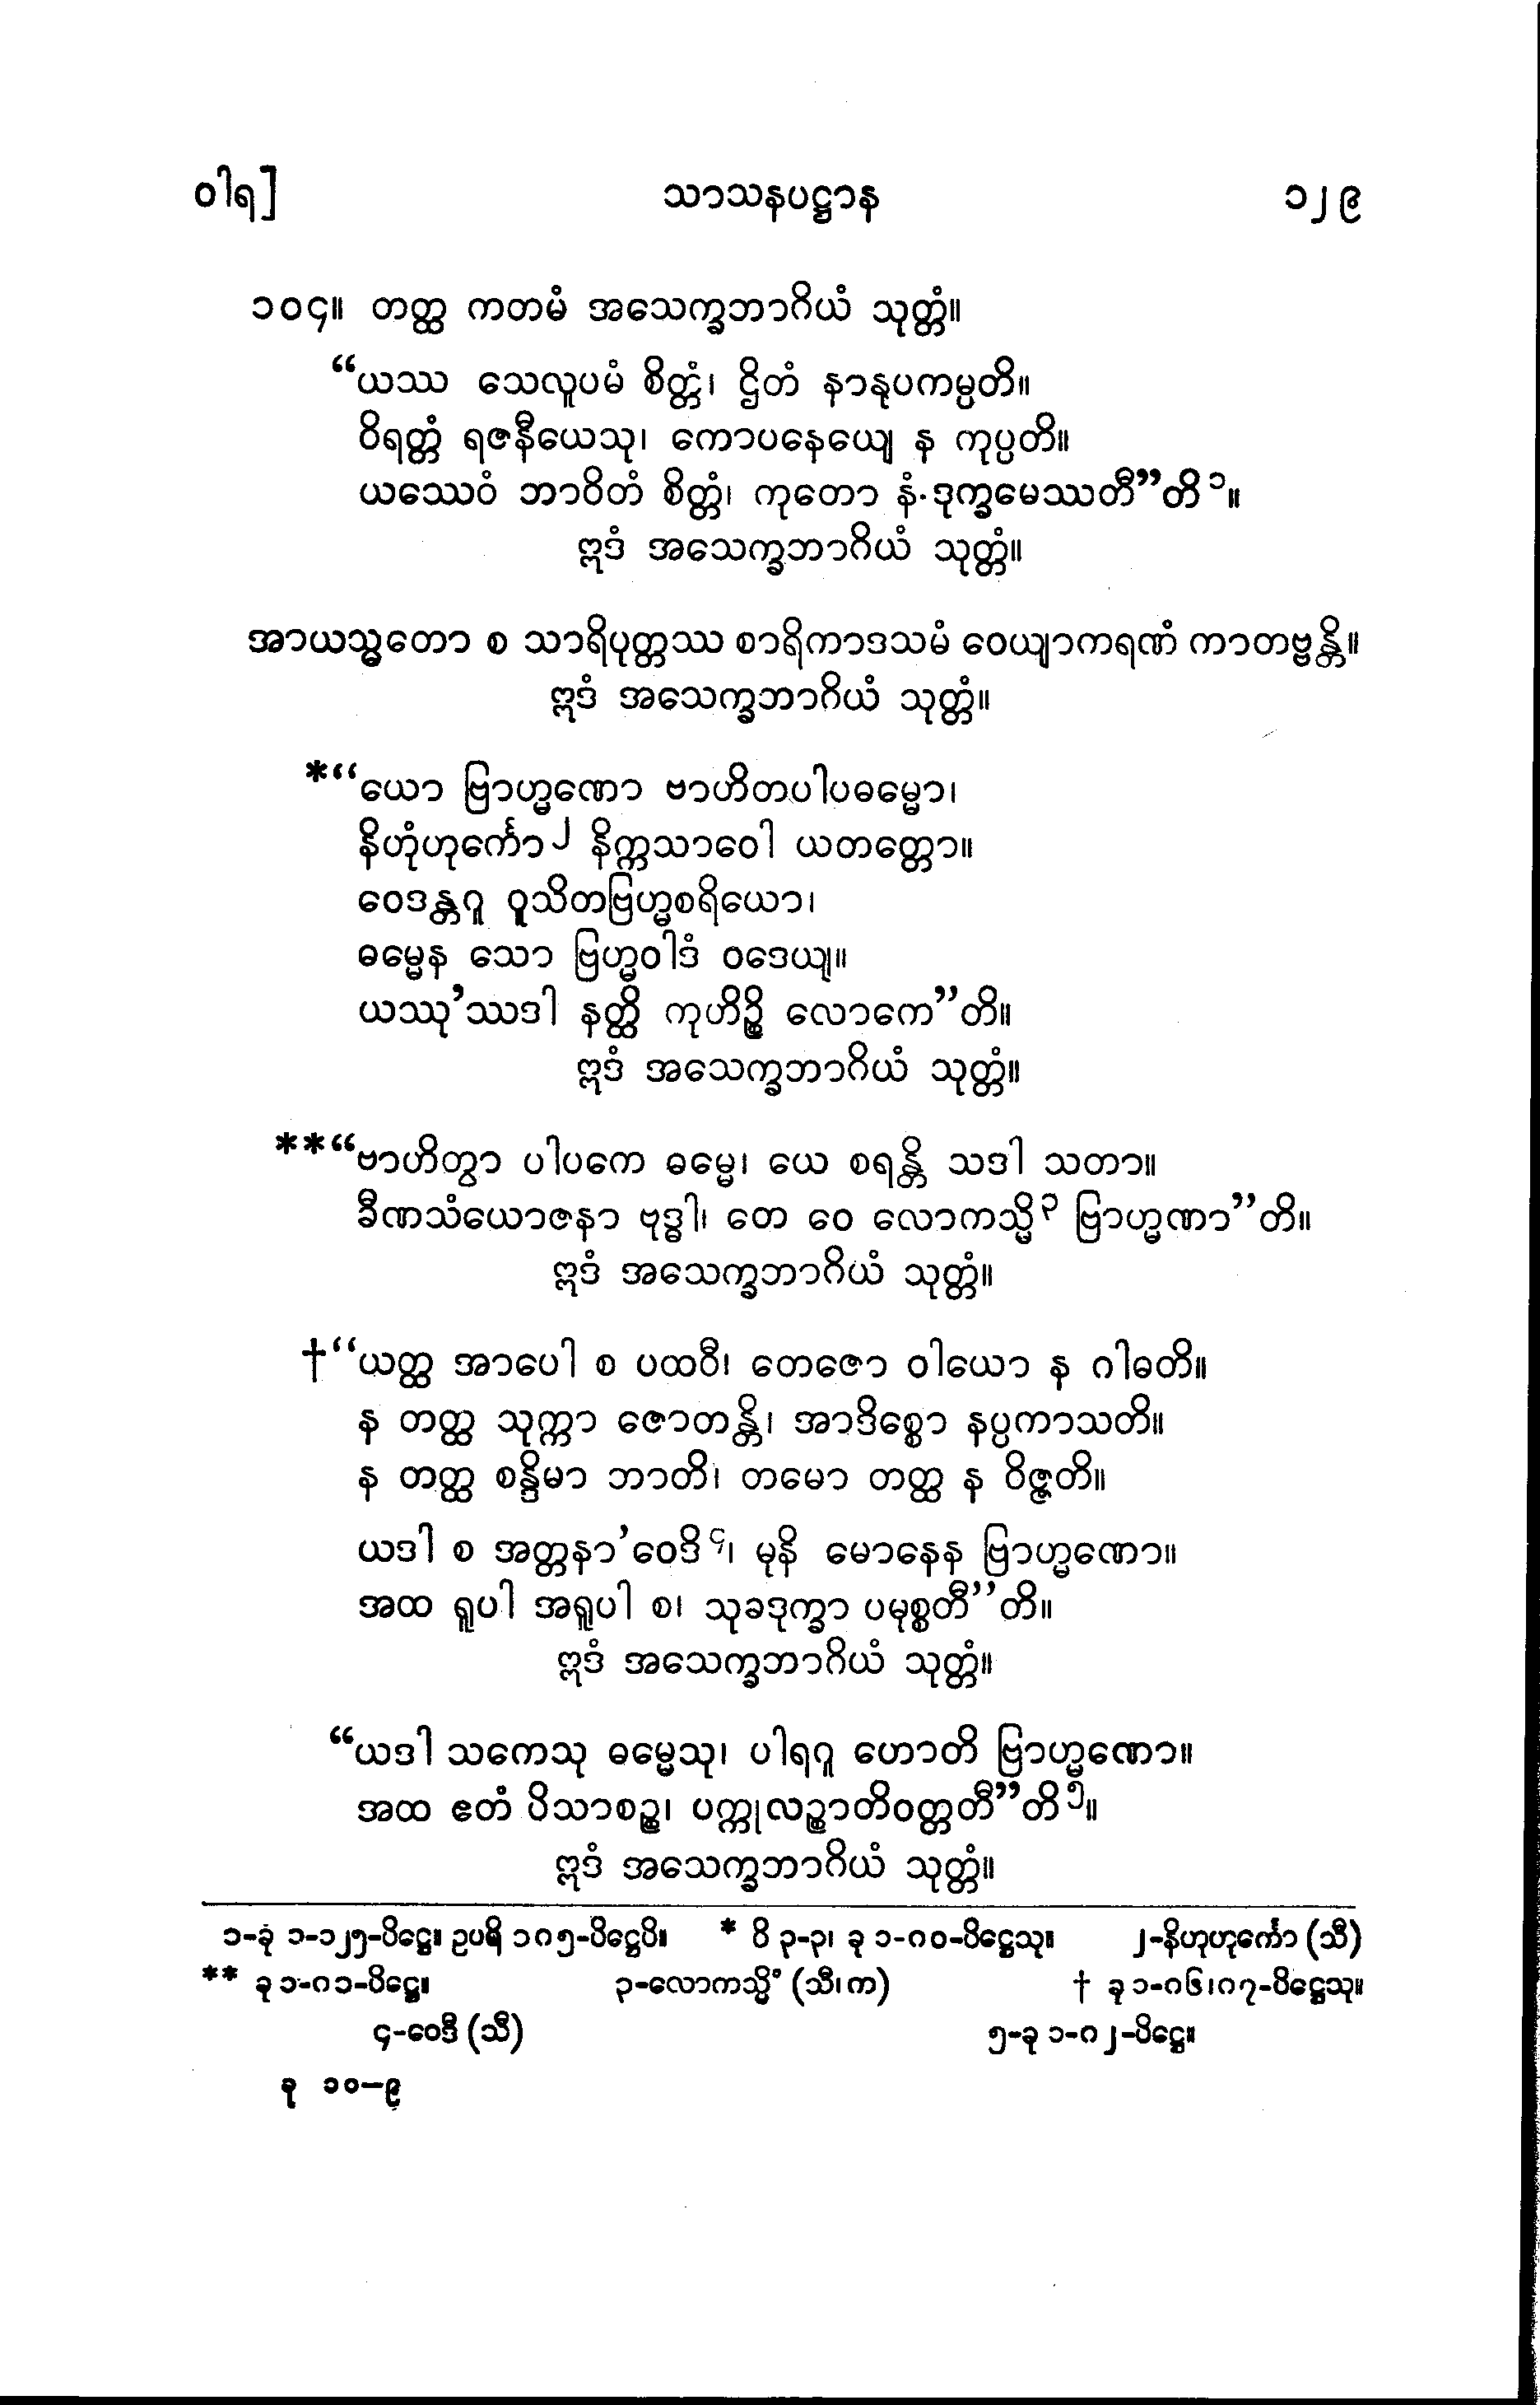 ဝါရ] သာသနပဋ္ဌာန ၁၂၉
၁၀၄။ တတ္ထ ကတမံ အသေက္ခဘာဂိယံ သုတ္တံ။
“ယဿ သေလူပမံ စိတ္တံ၊ ဌိတံ နာနုပကမ္ပတိ။
ဝိရတ္တံ ရဇနီယေသု၊ ကောပနေယျေ န ကုပ္ပတိ။
ယဿေဝံ ဘာဝိတံ စိတ္တံ၊ ကုတော နံ ဒုက္ခမေဿတီ”တိ ၁။
ဣဒံ အသေက္ခဘာဂိယံ သုတ္တံ။
အာယသ္မတော စ သာရိပုတ္တဿ စာရိကာဒသမံ ဝေယျာကရဏံ ကာတဗ္ဗန္တိ။
ဣဒံ အသေက္ခဘာဂိယံ သုတ္တံ။
*“ယော ဗြာဟ္မဏော ဗာဟိတပါပဓမ္မော၊
နိဟုံဟုင်္ကော၂ နိက္ကသာဝေါ ယတတ္တော။
ဝေဒန္တဂူ ဝူသိတဗြဟ္မစရိယော၊
ဓမ္မေန သော ဗြဟ္မဝါဒံ ဝဒေယျ။
ယဿု’ဿဒါ နတ္ထိ ကုဟိဉ္စိ လောကေ”တိ။
ဣဒံ အသေက္ခဘာဂိယံ သုတ္တံ။
**“ဗာဟိတွာ ပါပကေ ဓမ္မေ၊ ယေ စရန္တိ သဒါ သတာ။
ခီဏသံယောဇနာ ဗုဒ္ဓါ၊ တေ ဝေ လောကသ္မိ၃ ဗြာဟ္မဏာ”တိ။
ဣဒံ အသေက္ခဘာဂိယံ သုတ္တံ။
†“ယတ္ထ အာပေါ စ ပထဝီ၊ တေဇော ဝါယော န ဂါဓတိ။
န တတ္ထ သုက္ကာ ဇောတန္တိ၊ အာဒိစ္စော နပ္ပကာသတိ။
န တတ္ထ စန္ဒိမာ ဘာတိ၊ တမော တတ္ထ န ဝိဇ္ဇတိ။
ယဒါ စ အတ္တနာ’ဝေဒိ၄၊ မုနိ မောနေန ဗြာဟ္မဏော။
အထ ရူပါ အရူပါ စ၊ သုခဒုက္ခာ ပမုစ္စတီ”တိ။
ဣဒံ အသေက္ခဘာဂိယံ သုတ္တံ။
“ယဒါ သကေသု ဓမ္မေသု၊ ပါရဂူ ဟောတိ ဗြာဟ္မဏော။
အထ ဧတံ ပိသာစဉ္စ၊ ပက္ကုလဉ္စာတိဝတ္တတီ”တိ၅။
ဣဒံ အသေက္ခဘာဂိယံ သုတ္တံ။
၁-ခုံ ၁-၁၂၅-ပိဋ္ဌေ။ ဥပရိ ၁၈၅-ပိဋ္ဌေပိ။ * ဝိ ၃-၃၊ ခု ၁-၈၀-ပိဋ္ဌေသု။ ၂-နိဟုဟုင်္ကော (သီ)
** ခု ၁-၈၁-ပိဋ္ဌေ။ ၃-လောကသ္မိံ (သီ၊ က) † ခု ၁-၈၆၊၈၇-ပိဋ္ဌေသု။
၄-ဝေဒီ (သီ) ၅-ခု ၁-၈၂-ပိဋ္ဌေ။
ခု ၁၀–၉